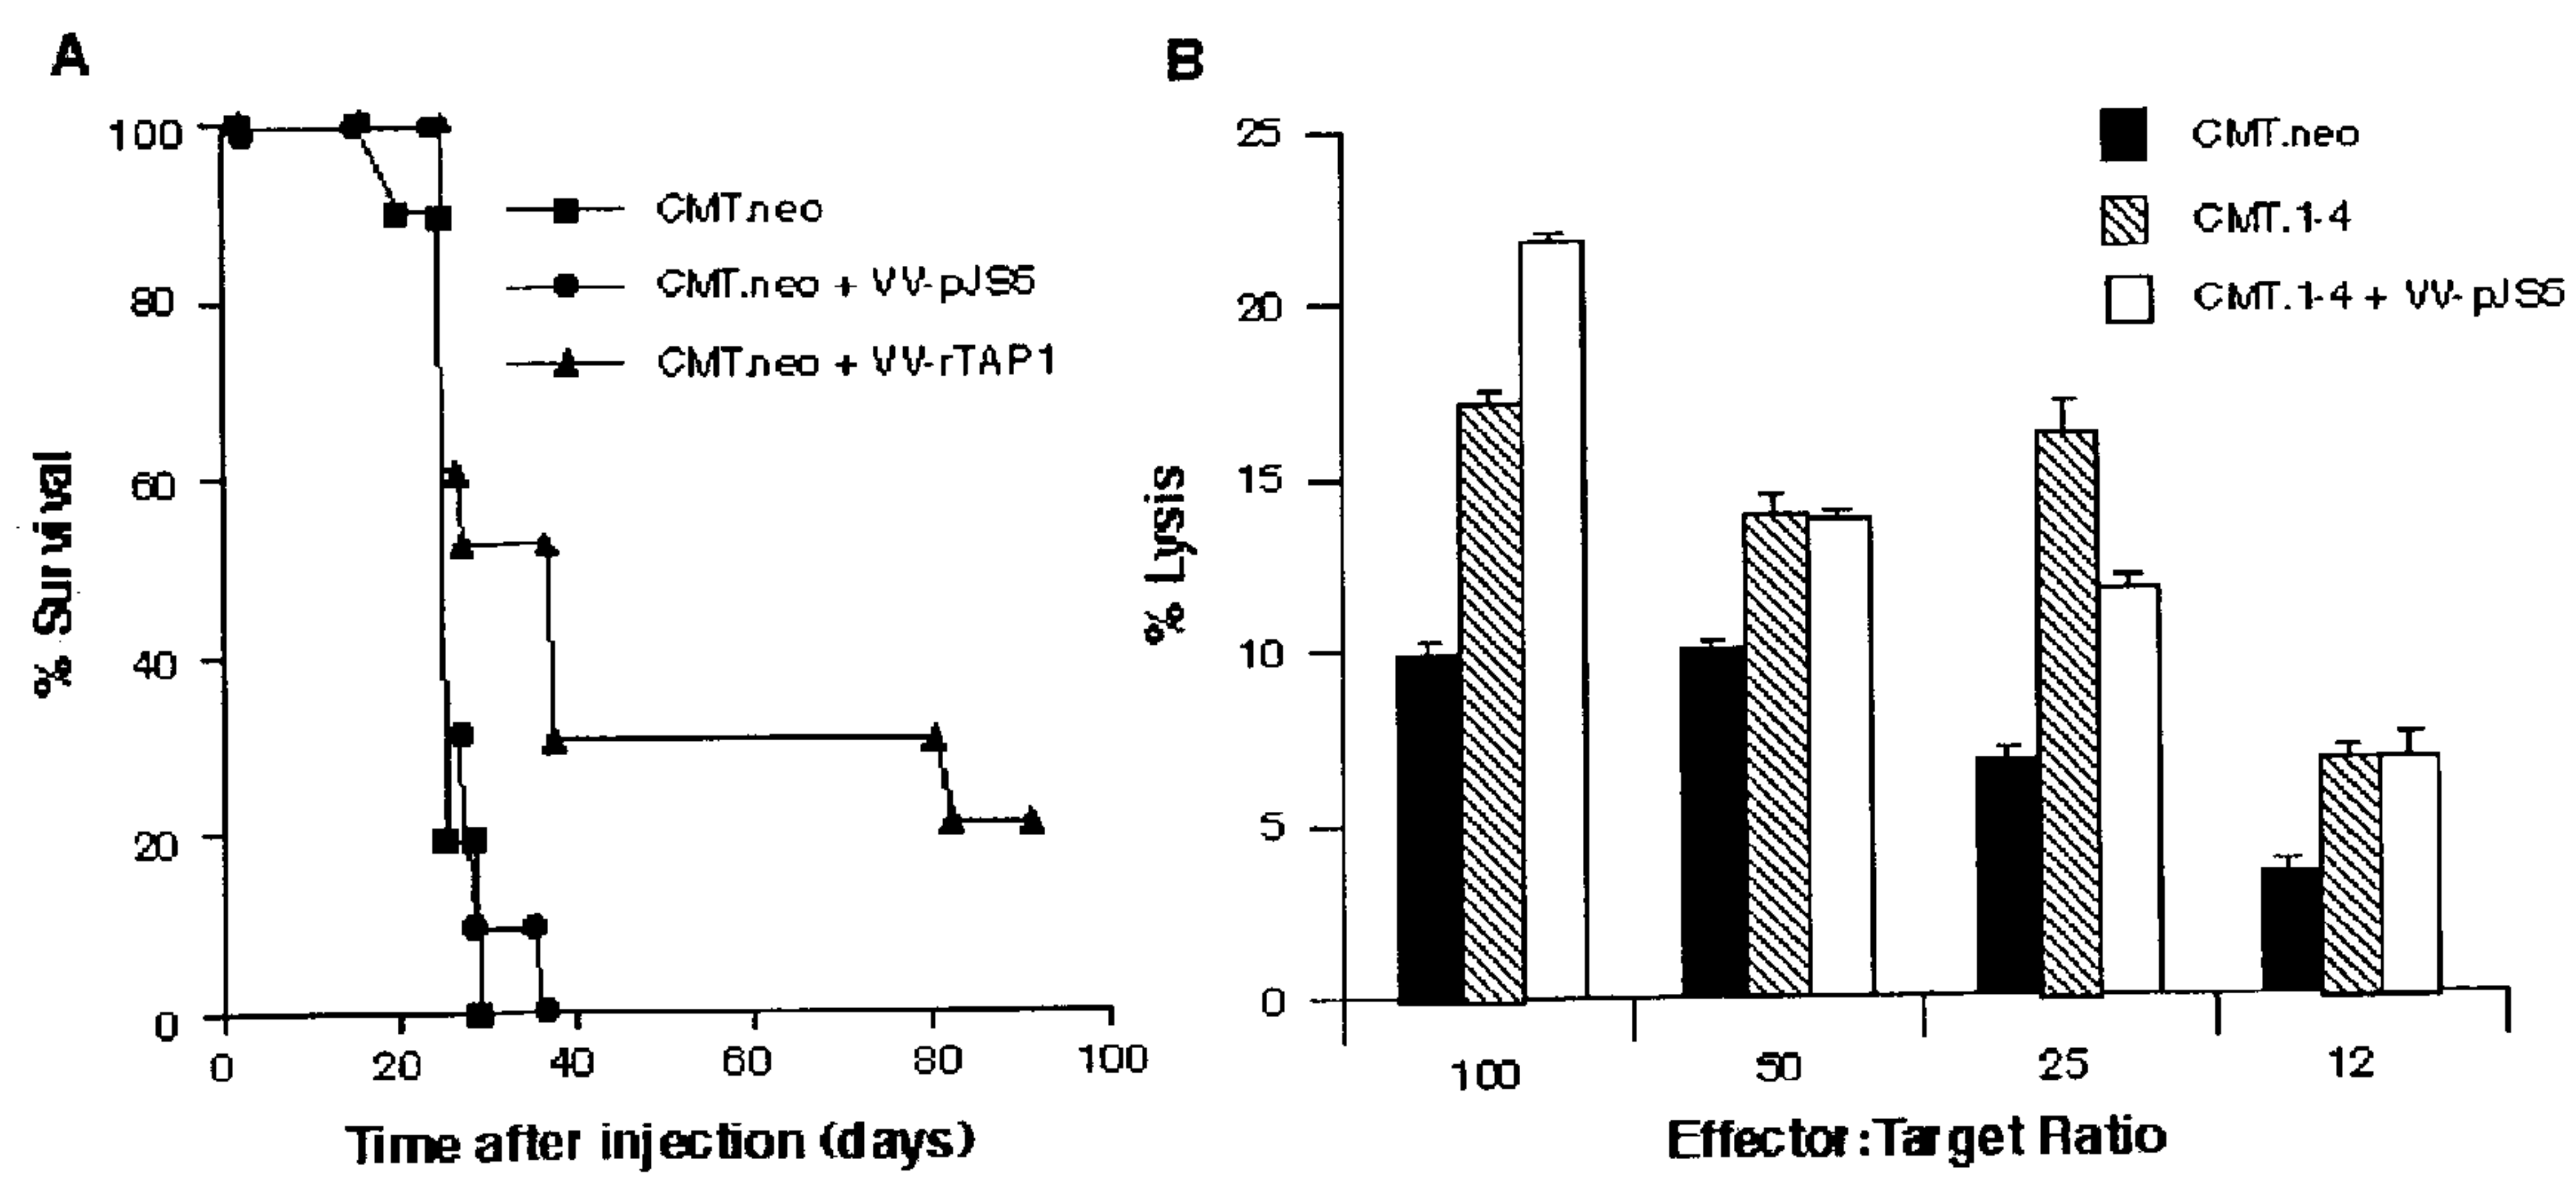 A
% Survival
100
80
60
40
20
0
CMT.neo
CMT.neo + VV-pJS5
CMT.neo + VV-rTAP1
0 20 40 60 80 100
Time after injection (days)
B
% Lysis
25
20
15
10
5
0
CMT.neo
CMT.1-4
CMT.1-4 + VV-pJS5
100 50 25 12
Effector:Target Ratio